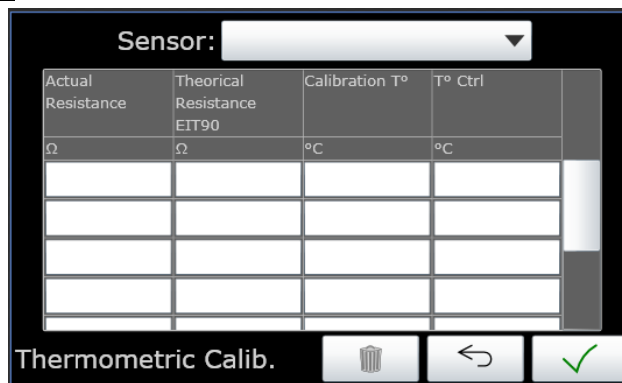 Sensor:
Actual Resistance Theorical Resistance EIT90 Calibration T° T° Ctrl
Ω Ω °C °C
Thermometric Calib.